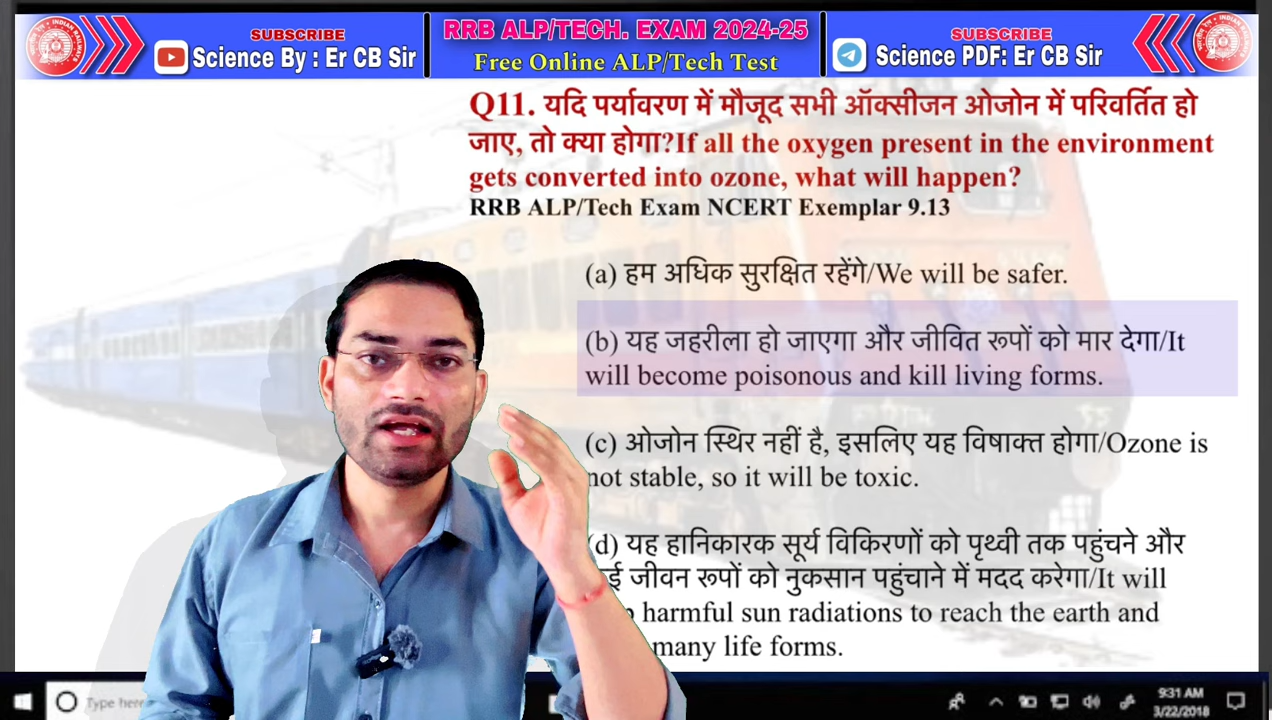 SUBSCRIBE
Science By : Er CB Sir
RRB ALP/TECH. EXAM 2024-25
Free Online ALP/Tech Test
SUBSCRIBE
Science PDF: Er CB Sir
Q11. यदि पर्यावरण में मौजूद सभी ऑक्सीजन ओजोन में परिवर्तित हो
जाए, तो क्या होगा?If all the oxygen present in the environment
gets converted into ozone, what will happen?
RRB ALP/Tech Exam NCERT Exemplar 9.13
(a) हम अधिक सुरक्षित रहेंगे/We will be safer.
(b) यह जहरीला हो जाएगा और जीवित रूपों को मार देगा/It
will become poisonous and kill living forms.
(c) ओजोन स्थिर नहीं है, इसलिए यह विषाक्त होगा/Ozone is
not stable, so it will be toxic.
(d) यह हानिकारक सूर्य विकिरणों को पृथ्वी तक पहुंचने और
जीवन रूपों को नुकसान पहुंचाने में मदद करेगा/It will
harmful sun radiations to reach the earth and
many life forms.
Type here
9:31 AM
3/22/2018